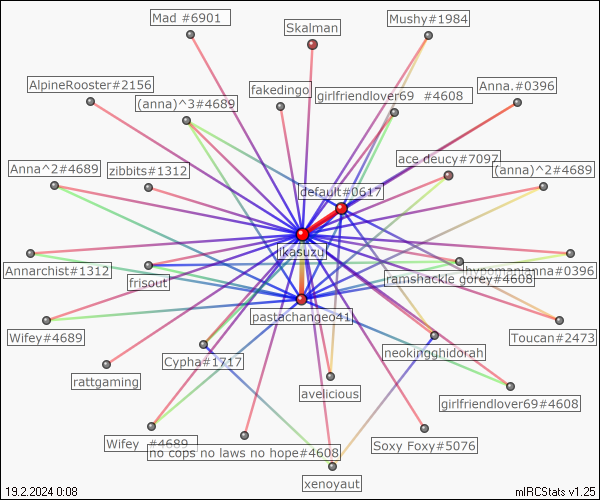 Mad #6901
Skalman
Mushy#1984
AlpineRooster#2156
fakedingo
Anna.#0396
(anna)^3#4689
girlfriendlover69 #4608
ace deucy#7097
Anna^2#4689
zibbits#1312
(anna)^2#4689
default#0617
ikasuzu
Annarchist#1312
frisout
hypomanianna#0396
ramshackle gorey#4608
pastachangeo41
Wifey#4689
Toucan#2473
Cypha#1717
neokingghidorah
rattgaming
avelicious
girlfriendlover69#4608
Wifey #4689
no cops no laws no hope#4608
Soxy Foxy#5076
xenoyaut
19.2.2024 0:08
mIRCStats v1.25